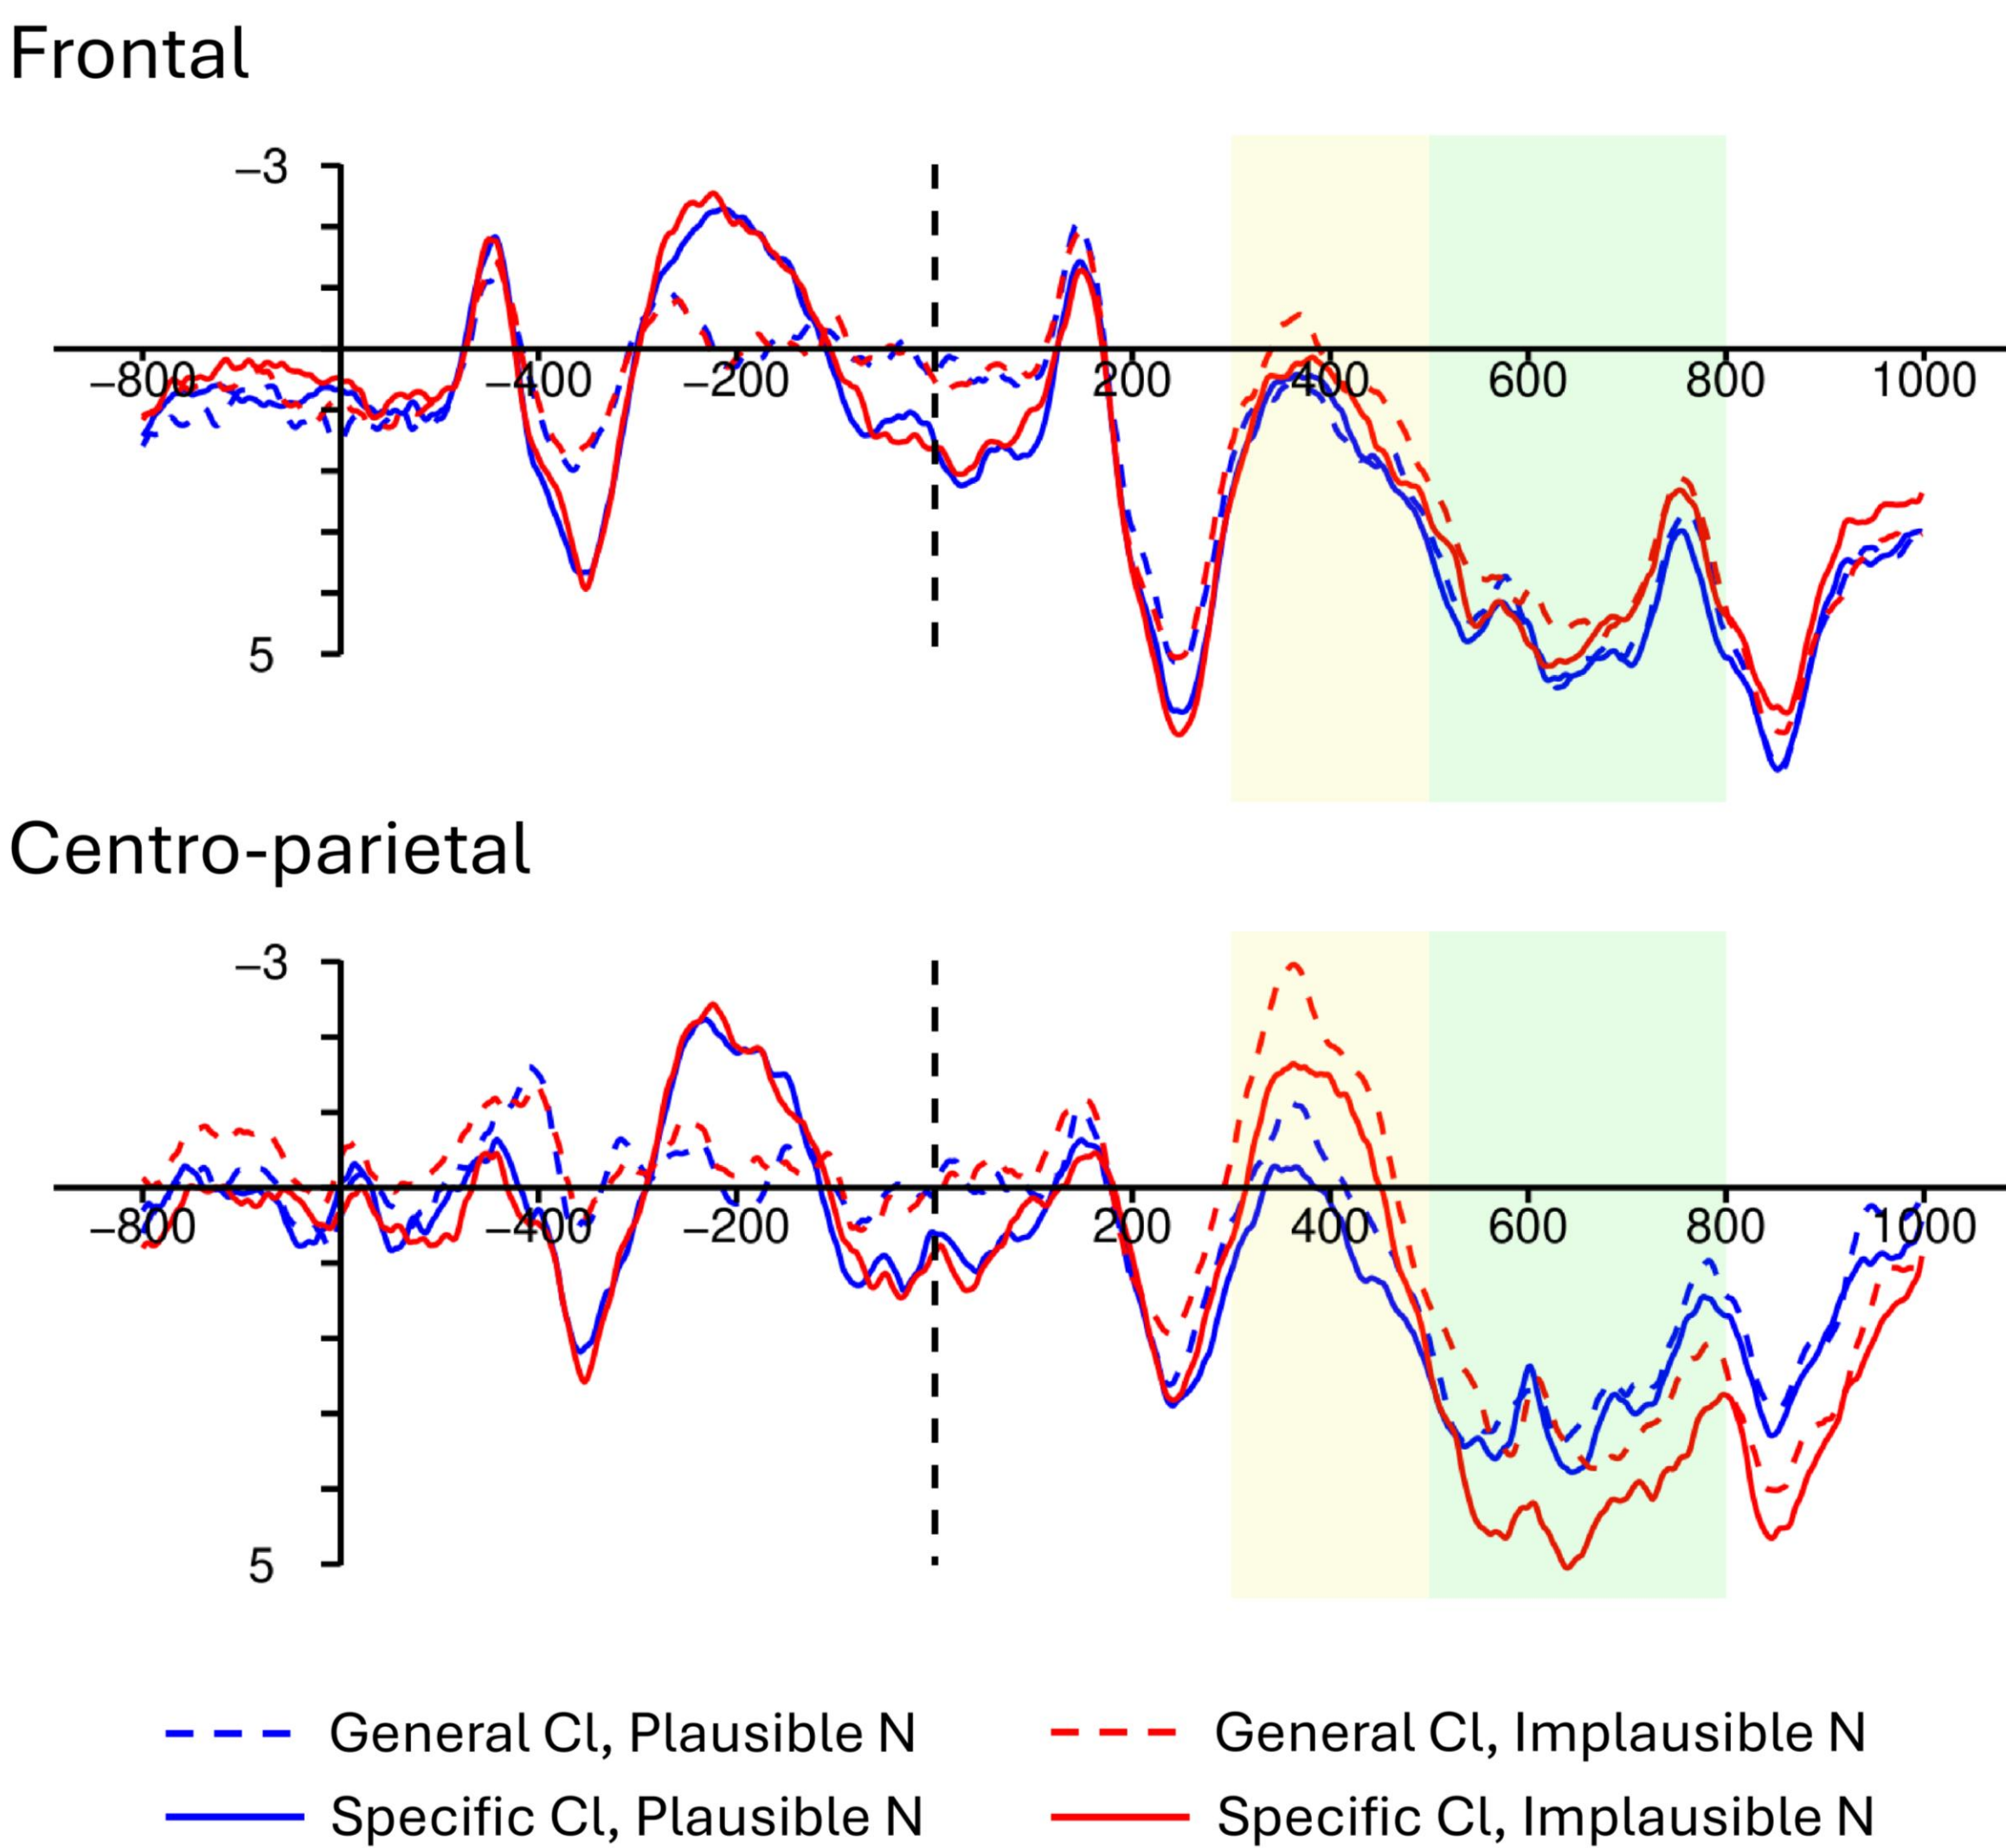 Frontal
−3
−800 −400 −200 200 400 600 800 1000
5
Centro-parietal
−3
−800 −400 −200 200 400 600 800 1000
5
General Cl, Plausible N General Cl, Implausible N
Specific Cl, Plausible N Specific Cl, Implausible N